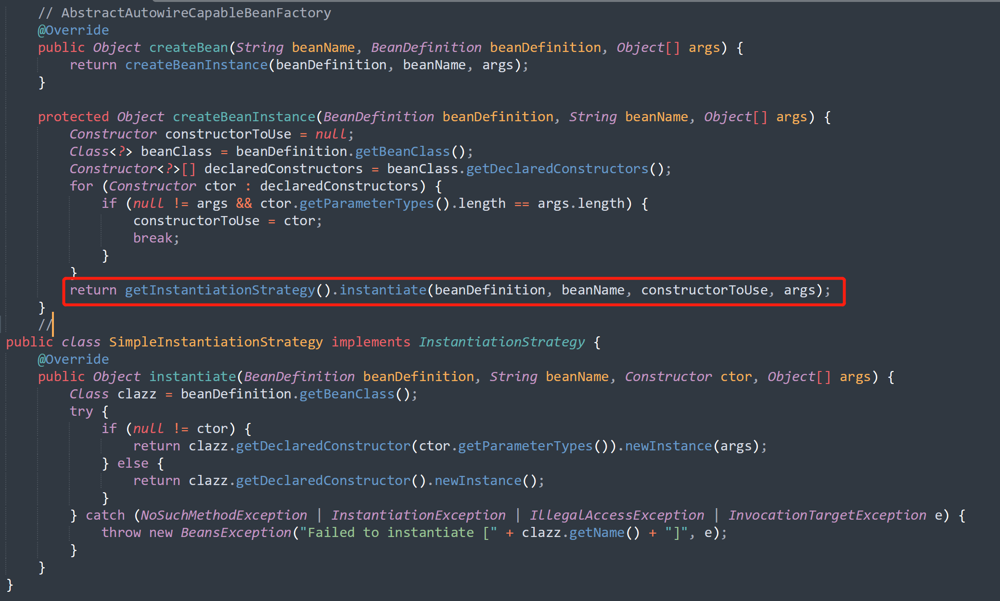 // AbstractAutowireCapableBeanFactory
@Override
public Object createBean(String beanName, BeanDefinition beanDefinition, Object[] args) {
return createBeanInstance(beanDefinition, beanName, args);
}
protected Object createBeanInstance(BeanDefinition beanDefinition, String beanName, Object[] args) {
Constructor constructorToUse = null;
Class<?> beanClass = beanDefinition.getBeanClass();
Constructor<?>[] declaredConstructors = beanClass.getDeclaredConstructors();
for (Constructor ctor : declaredConstructors) {
if (null != args && ctor.getParameterTypes().length == args.length) {
constructorToUse = ctor;
break;
}
}
return getInstantiationStrategy().instantiate(beanDefinition, beanName, constructorToUse, args);
}
//
public class SimpleInstantiationStrategy implements InstantiationStrategy {
@Override
public Object instantiate(BeanDefinition beanDefinition, String beanName, Constructor ctor, Object[] args) {
Class clazz = beanDefinition.getBeanClass();
try {
if (null != ctor) {
return clazz.getDeclaredConstructor(ctor.getParameterTypes()).newInstance(args);
} else {
return clazz.getDeclaredConstructor().newInstance();
}
} catch (NoSuchMethodException | InstantiationException | IllegalAccessException | InvocationTargetException e) {
throw new BeansException("Failed to instantiate [" + clazz.getName() + "]", e);
}
}
}